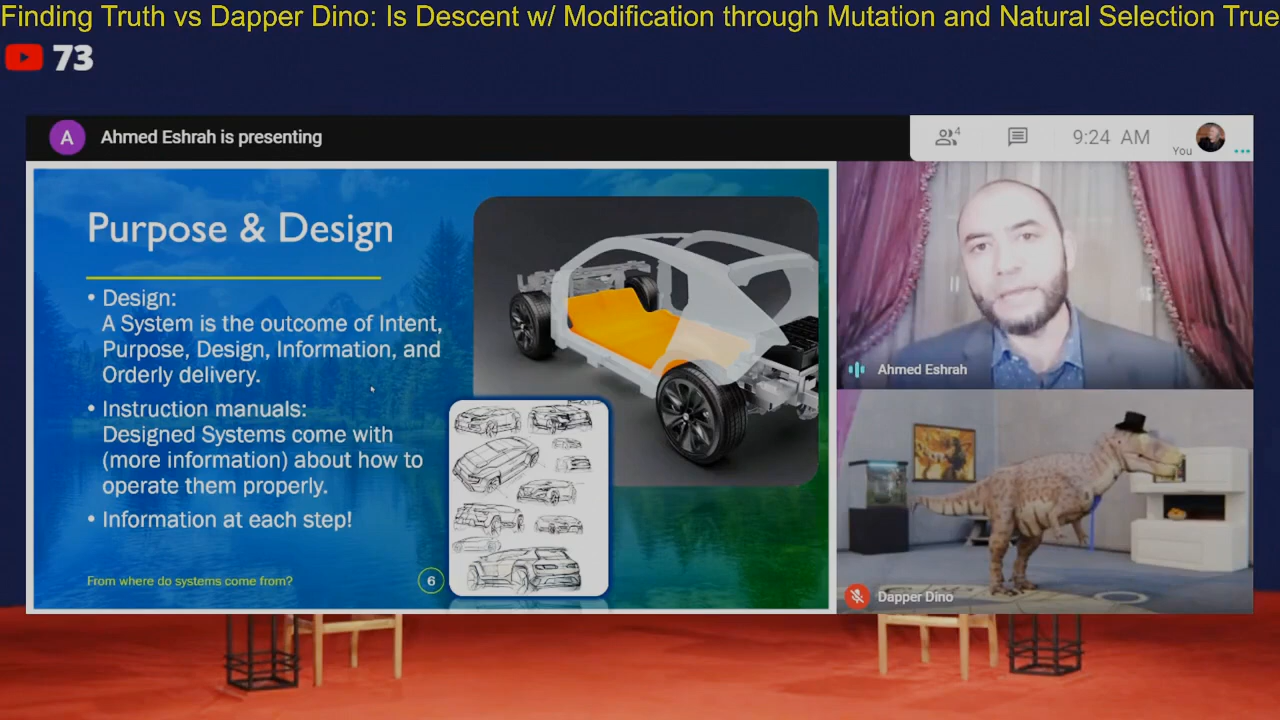 Finding Truth vs Dapper Dino: Is Descent w/ Modification through Mutation and Natural Selection True
73
A
Ahmed Eshrah is presenting
4
9:24 AM
You
Purpose & Design
• Design:
A System is the outcome of Intent,
Purpose, Design, Information, and
Orderly delivery.
• Instruction manuals:
Designed Systems come with
(more information) about how to
operate them properly.
• Information at each step!
From where do systems come from?
6
Ahmed Eshrah
Dapper Dino